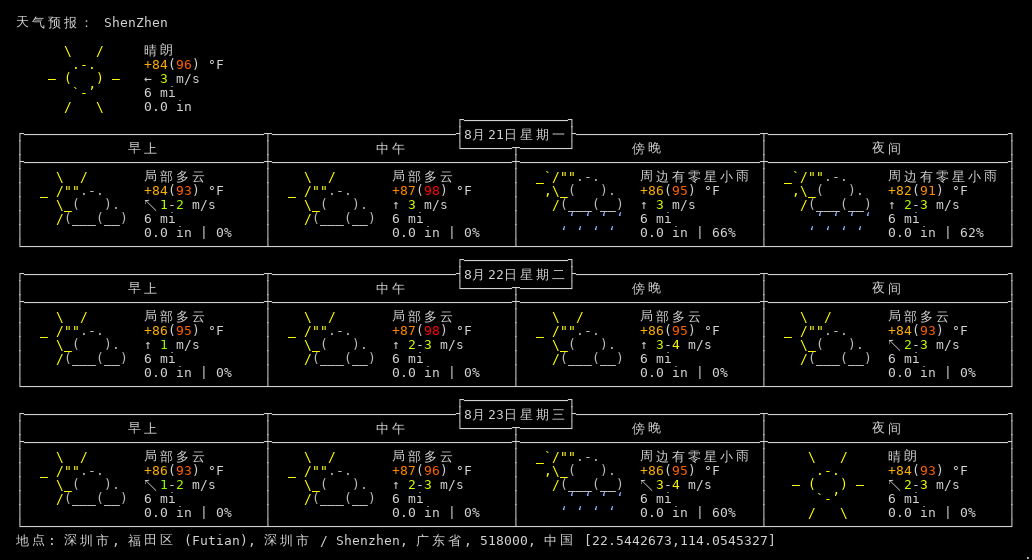 天气预报： ShenZhen
晴朗
+84(96) °F
← 3 m/s
6 mi
0.0 in
8月21日星期一
早上 中午 傍晚 夜间
局部多云 局部多云 周边有零星小雨 周边有零星小雨
+84(93) °F +87(98) °F +86(95) °F +82(91) °F
↖ 1-2 m/s ↑ 3 m/s ↑ 3 m/s ↑ 2-3 m/s
6 mi 6 mi 6 mi 6 mi
0.0 in | 0% 0.0 in | 0% 0.0 in | 66% 0.0 in | 62%
8月22日星期二
早上 中午 傍晚 夜间
局部多云 局部多云 局部多云 局部多云
+86(95) °F +87(98) °F +86(95) °F +84(93) °F
↑ 1 m/s ↑ 2-3 m/s ↑ 3-4 m/s ↖ 2-3 m/s
6 mi 6 mi 6 mi 6 mi
0.0 in | 0% 0.0 in | 0% 0.0 in | 0% 0.0 in | 0%
8月23日星期三
早上 中午 傍晚 夜间
局部多云 局部多云 周边有零星小雨 晴朗
+86(93) °F +87(96) °F +86(95) °F +84(93) °F
↖ 1-2 m/s ↑ 2-3 m/s ↖ 3-4 m/s ↖ 2-3 m/s
6 mi 6 mi 6 mi 6 mi
0.0 in | 0% 0.0 in | 0% 0.0 in | 60% 0.0 in | 0%
地点: 深圳市, 福田区 (Futian), 深圳市 / Shenzhen, 广东省, 518000, 中国 [22.5442673,114.0545327]